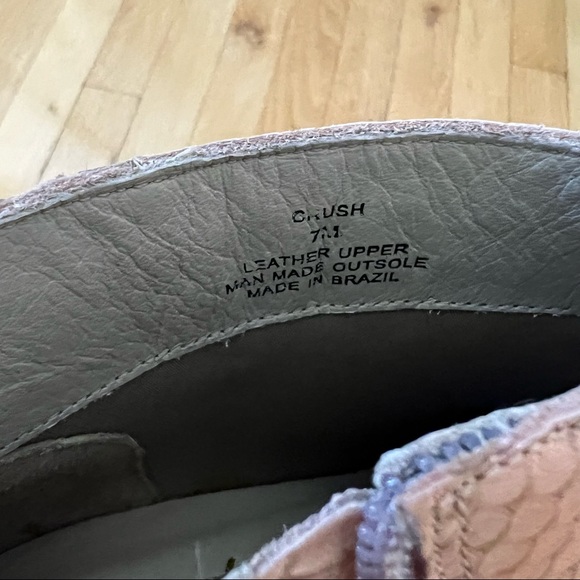 CRUSH
7M
LEATHER UPPER
MAN MADE OUTSOLE
MADE IN BRAZIL